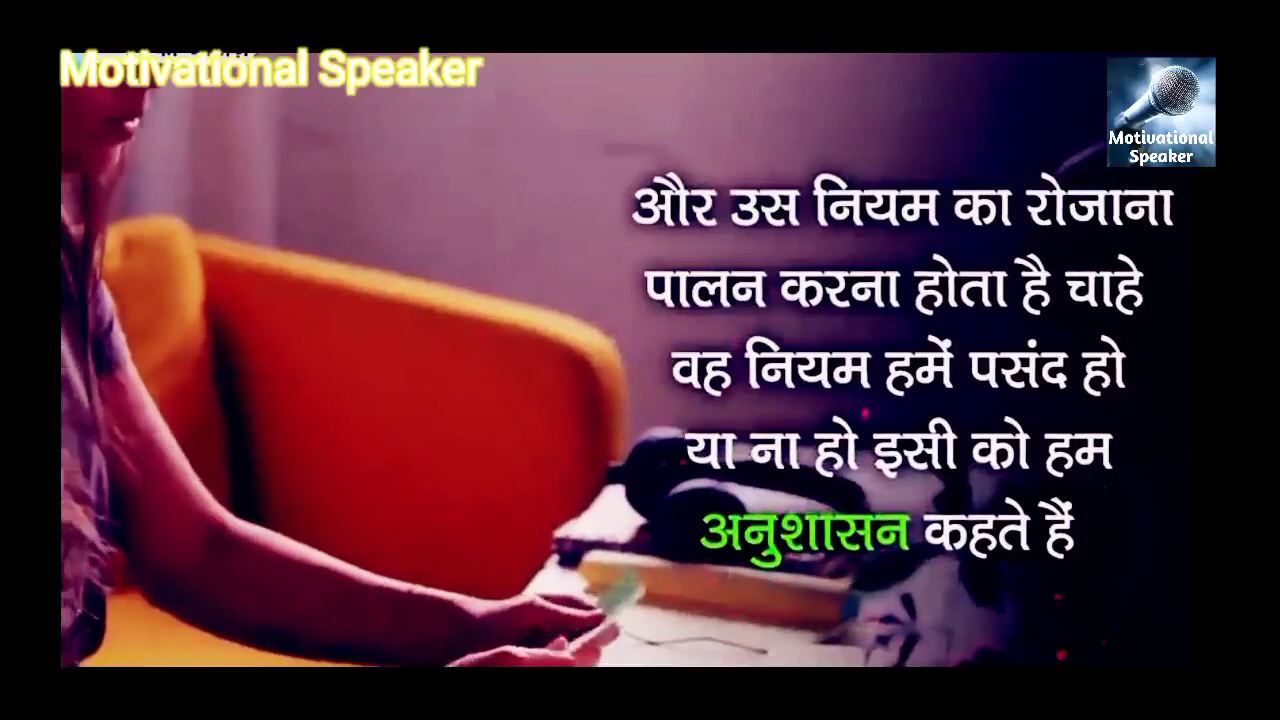 Motivational Speaker
Motivational
Speaker
और उस नियम का रोजाना
पालन करना होता है चाहे
वह नियम हमें पसंद हो
या ना हो इसी को हम
अनुशासन कहते हैं